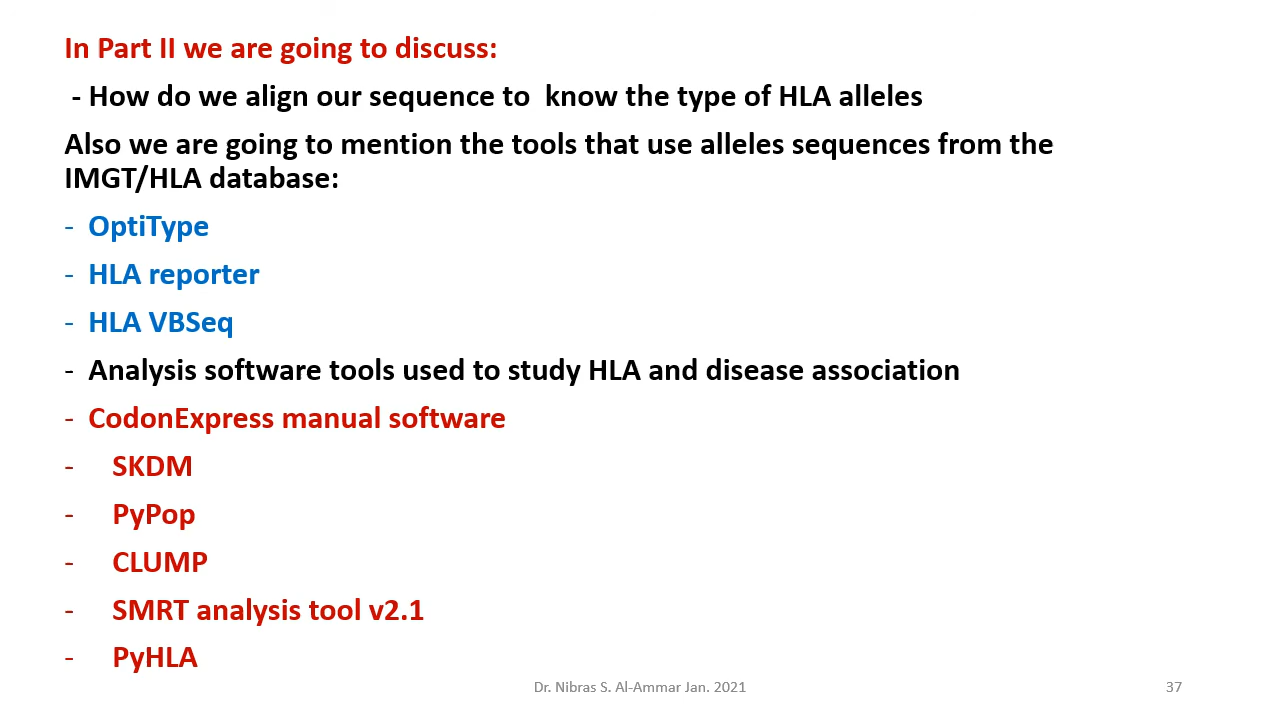 In Part II we are going to discuss:
- How do we align our sequence to  know the type of HLA alleles
Also we are going to mention the tools that use alleles sequences from the
IMGT/HLA database:
- OptiType
- HLA reporter
- HLA VBSeq
- Analysis software tools used to study HLA and disease association
- CodonExpress manual software
- SKDM
- PyPop
- CLUMP
- SMRT analysis tool v2.1
- PyHLA
Dr. Nibras S. Al-Ammar Jan. 2021
37